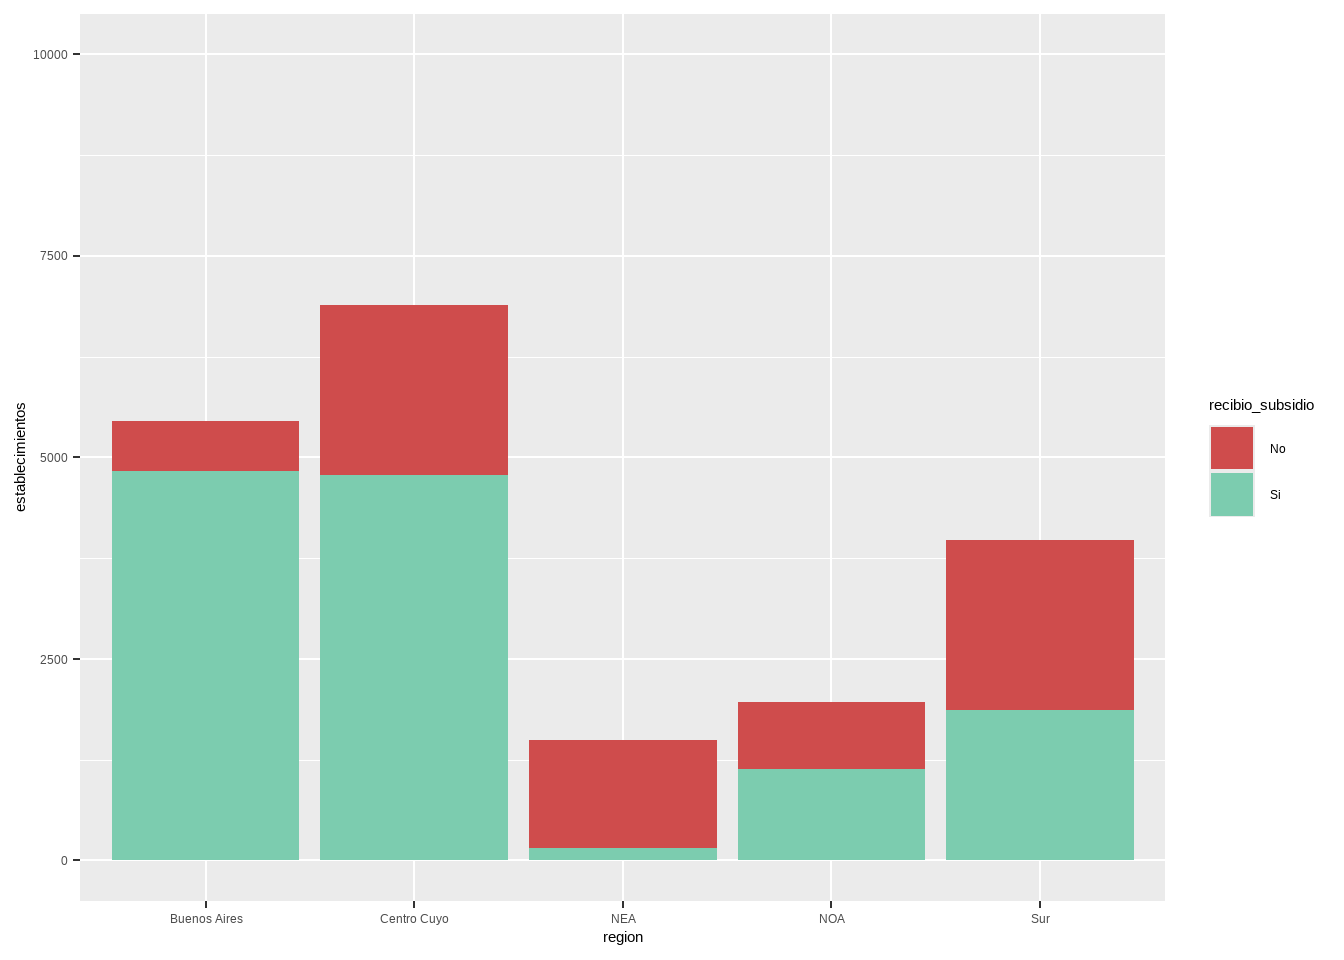 10000
7500
5000
2500
0
establecimientos
Buenos Aires
Centro Cuyo
NEA
NOA
Sur
region
recibio_subsidio
No
Si